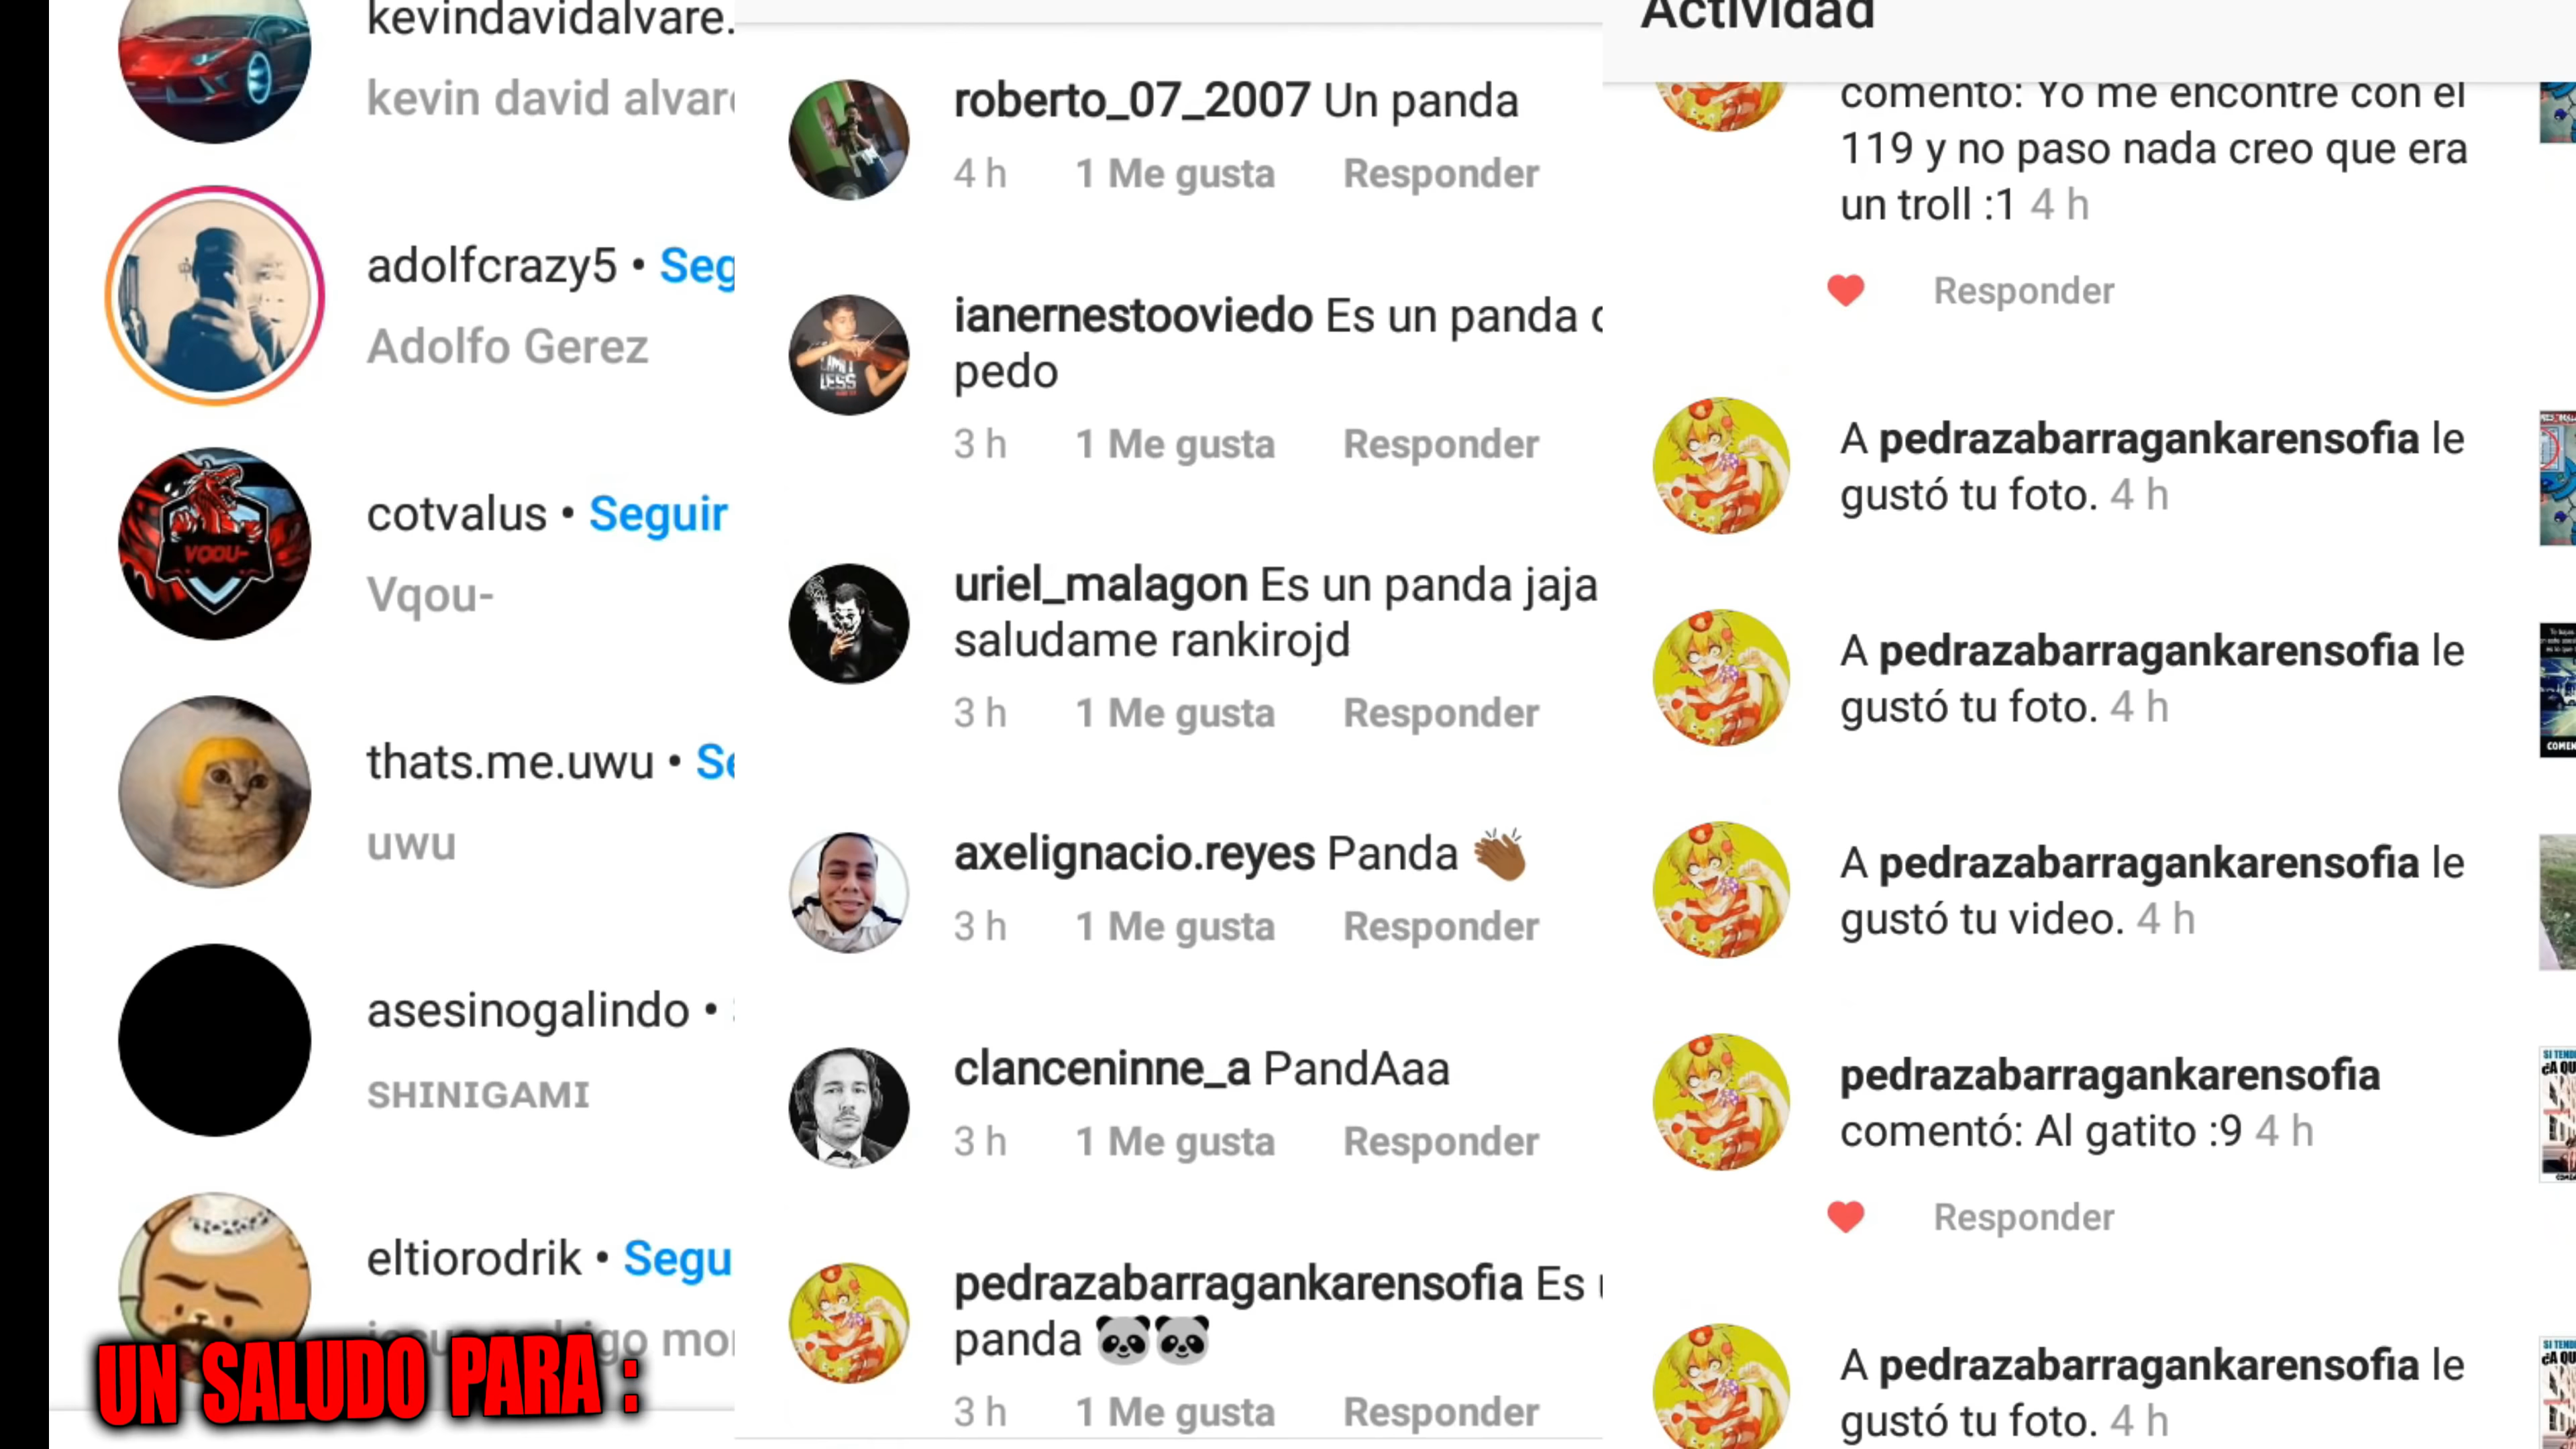 kevindavidalvare.
kevin david alvar
adolfcrazy5 • Seg
Adolfo Gerez
cotvalus • Seguir
Vqou-
VQOU-
thats.me.uwu • Se
uwu
asesinogalindo •
SHINIGAMI
eltiorodrik • Segu
go mo
UN SALUDO PARA :
roberto_07_2007 Un panda
4 h 1 Me gusta Responder
ianernestooviedo Es un panda
pedo
3 h 1 Me gusta Responder
uriel_malagon Es un panda jaja
saludame rankirojd
3 h 1 Me gusta Responder
axelignacio.reyes Panda 👏🏾
3 h 1 Me gusta Responder
clanceninne_a PandAaa
3 h 1 Me gusta Responder
pedrazabarragankarensofia Es
panda 🐼🐼
3 h 1 Me gusta Responder
Actividad
comentó: Yo me encontre con el
119 y no paso nada creo que era
un troll :1 4 h
Responder
A pedrazabarragankarensofia le
gustó tu foto. 4 h
A pedrazabarragankarensofia le
gustó tu foto. 4 h
A pedrazabarragankarensofia le
gustó tu video. 4 h
pedrazabarragankarensofia
comentó: Al gatito :9 4 h
Responder
A pedrazabarragankarensofia le
gustó tu foto. 4 h